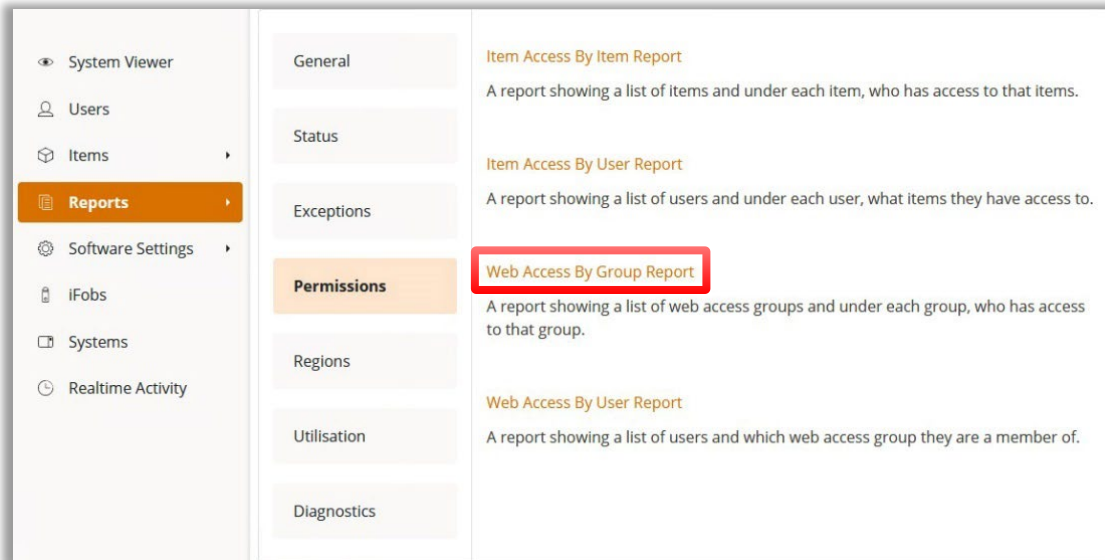 System Viewer
Users
Items
Reports
Software Settings
iFobs
Systems
Realtime Activity
General
Status
Exceptions
Permissions
Regions
Utilisation
Diagnostics
Item Access By Item Report
A report showing a list of items and under each item, who has access to that items.
Item Access By User Report
A report showing a list of users and under each user, what items they have access to.
Web Access By Group Report
A report showing a list of web access groups and under each group, who has access
to that group.
Web Access By User Report
A report showing a list of users and which web access group they are a member of.